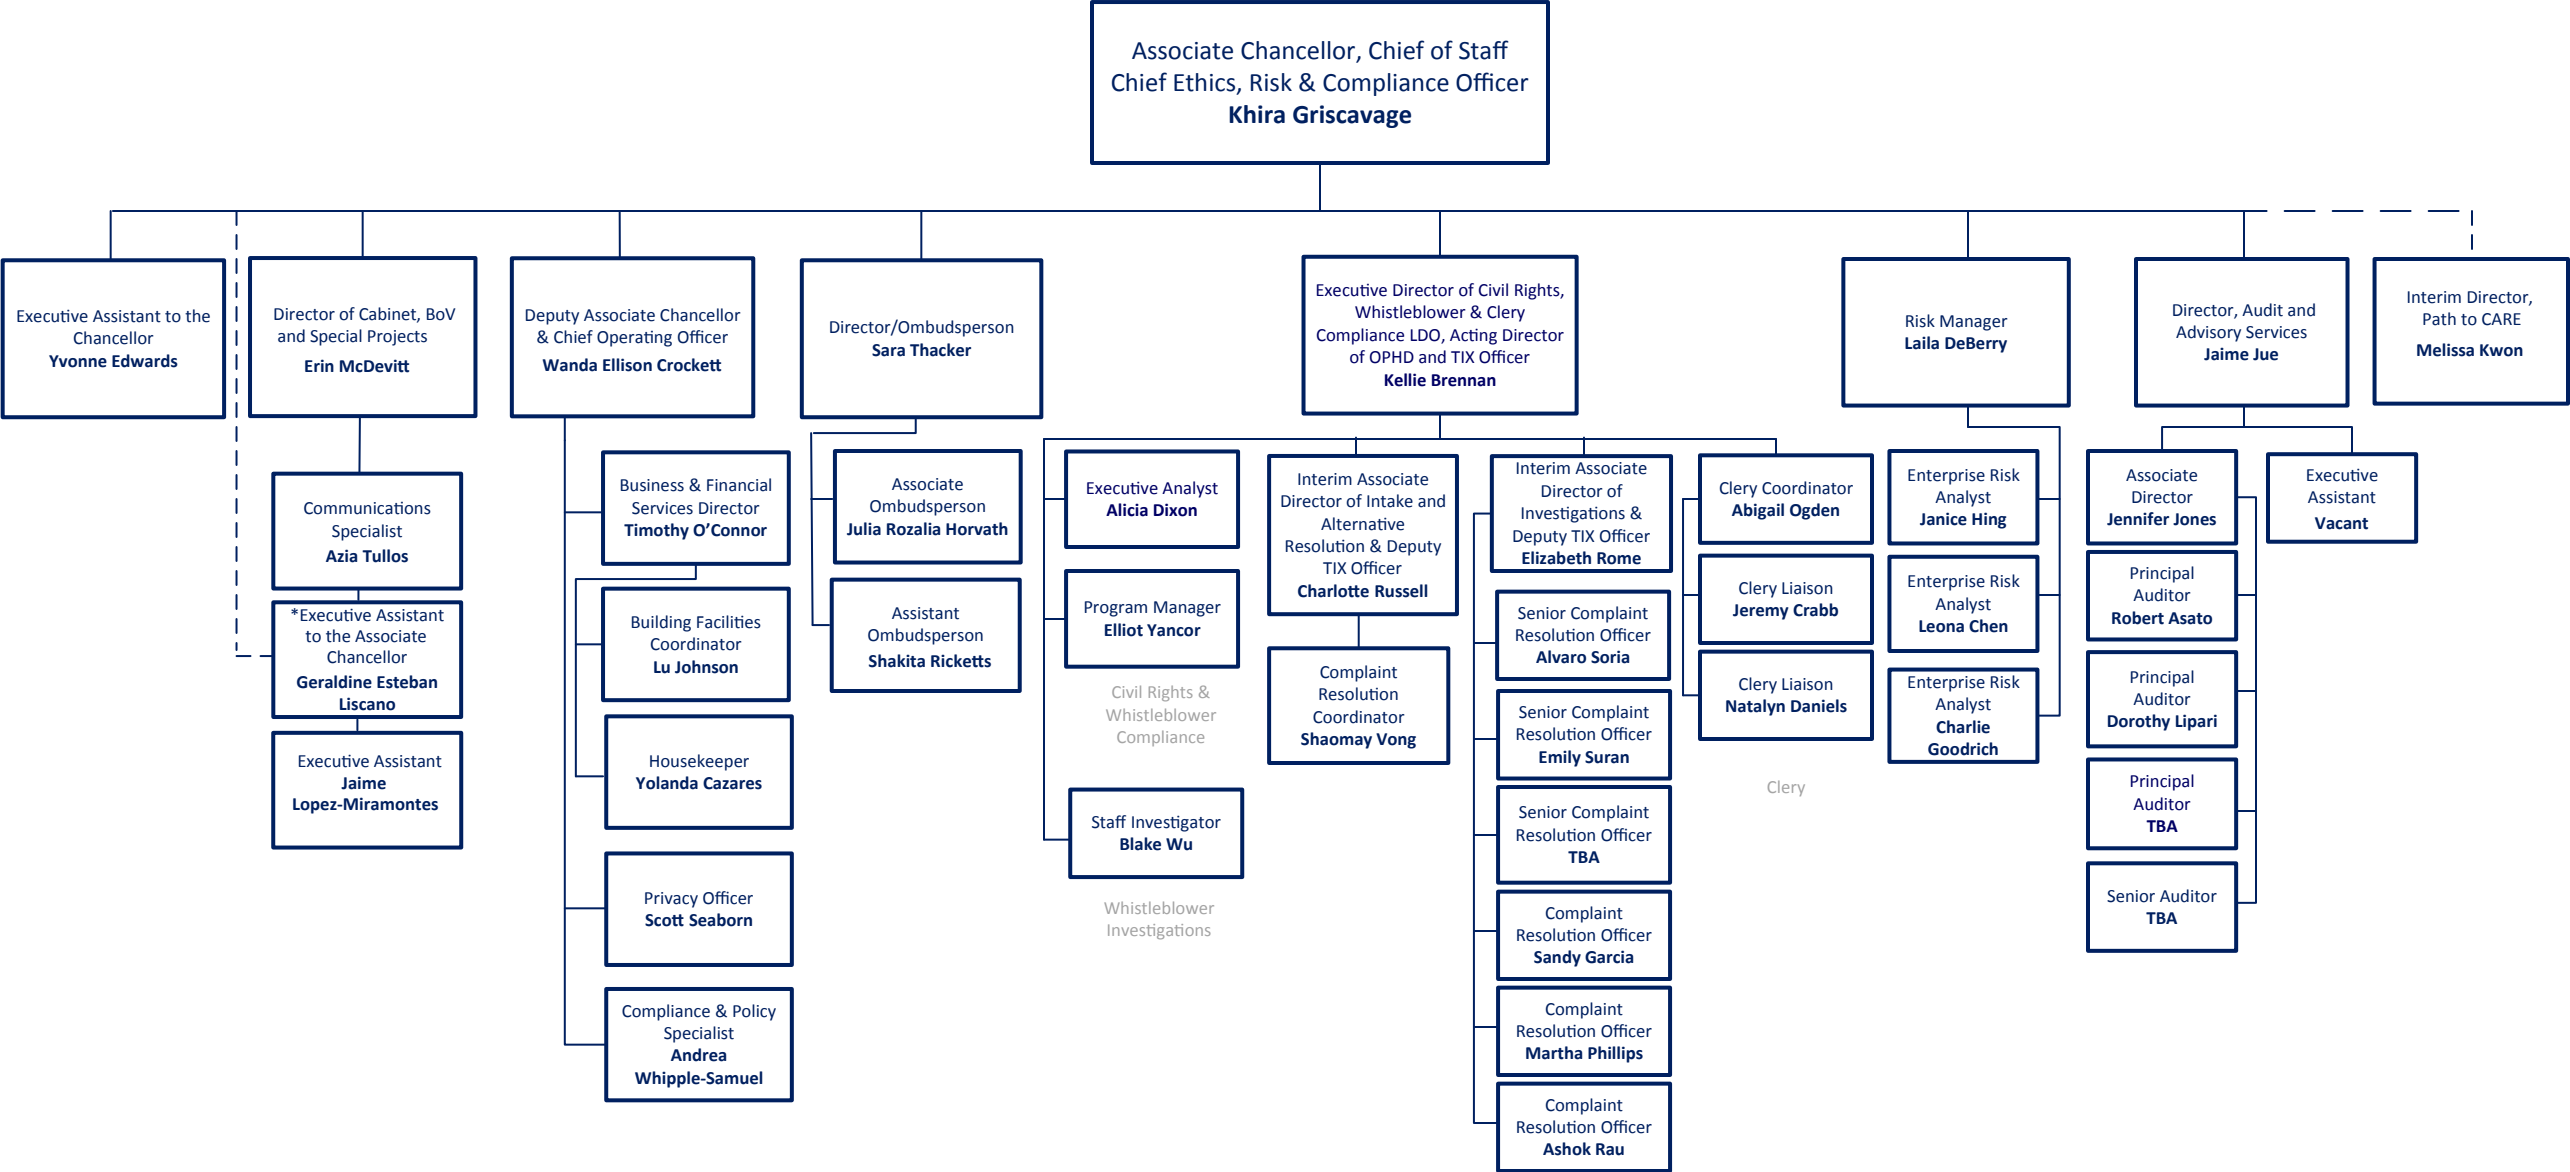 Associate Chancellor, Chief of Staff
Chief Ethics, Risk & Compliance Officer
Khira Griscavage
Executive Assistant to the
Chancellor
Yvonne Edwards
Director of Cabinet, BoV
and Special Projects
Erin McDevitt
Deputy Associate Chancellor
& Chief Operating Officer
Wanda Ellison Crockett
Director/Ombudsperson
Sara Thacker
Executive Director of Civil Rights,
Whistleblower & Clery
Compliance LDO, Acting Director
of OPHD and TIX Officer
Kellie Brennan
Risk Manager
Laila DeBerry
Director, Audit and
Advisory Services
Jaime Jue
Interim Director,
Path to CARE
Melissa Kwon
Communications
Specialist
Azia Tullos
*Executive Assistant
to the Associate
Chancellor
Geraldine Esteban
Liscano
Executive Assistant
Jaime
Lopez-Miramontes
Business & Financial
Services Director
Timothy O’Connor
Building Facilities
Coordinator
Lu Johnson
Housekeeper
Yolanda Cazares
Privacy Officer
Scott Seaborn
Compliance & Policy
Specialist
Andrea
Whipple-Samuel
Associate
Ombudsperson
Julia Rozalia Horvath
Assistant
Ombudsperson
Shakita Ricketts
Executive Analyst
Alicia Dixon
Program Manager
Elliot Yancor
Civil Rights &
Whistleblower
Compliance
Staff Investigator
Blake Wu
Whistleblower
Investigations
Interim Associate
Director of Intake and
Alternative
Resolution & Deputy
TIX Officer
Charlotte Russell
Complaint
Resolution
Coordinator
Shaomay Vong
Interim Associate
Director of
Investigations &
Deputy TIX Officer
Elizabeth Rome
Senior Complaint
Resolution Officer
Alvaro Soria
Senior Complaint
Resolution Officer
Emily Suran
Senior Complaint
Resolution Officer
TBA
Complaint
Resolution Officer
Sandy Garcia
Complaint
Resolution Officer
Martha Phillips
Complaint
Resolution Officer
Ashok Rau
Clery Coordinator
Abigail Ogden
Clery Liaison
Jeremy Crabb
Clery Liaison
Natalyn Daniels
Clery
Enterprise Risk
Analyst
Janice Hing
Enterprise Risk
Analyst
Leona Chen
Enterprise Risk
Analyst
Charlie
Goodrich
Associate
Director
Jennifer Jones
Principal
Auditor
Robert Asato
Principal
Auditor
Dorothy Lipari
Principal
Auditor
TBA
Senior Auditor
TBA
Executive
Assistant
Vacant